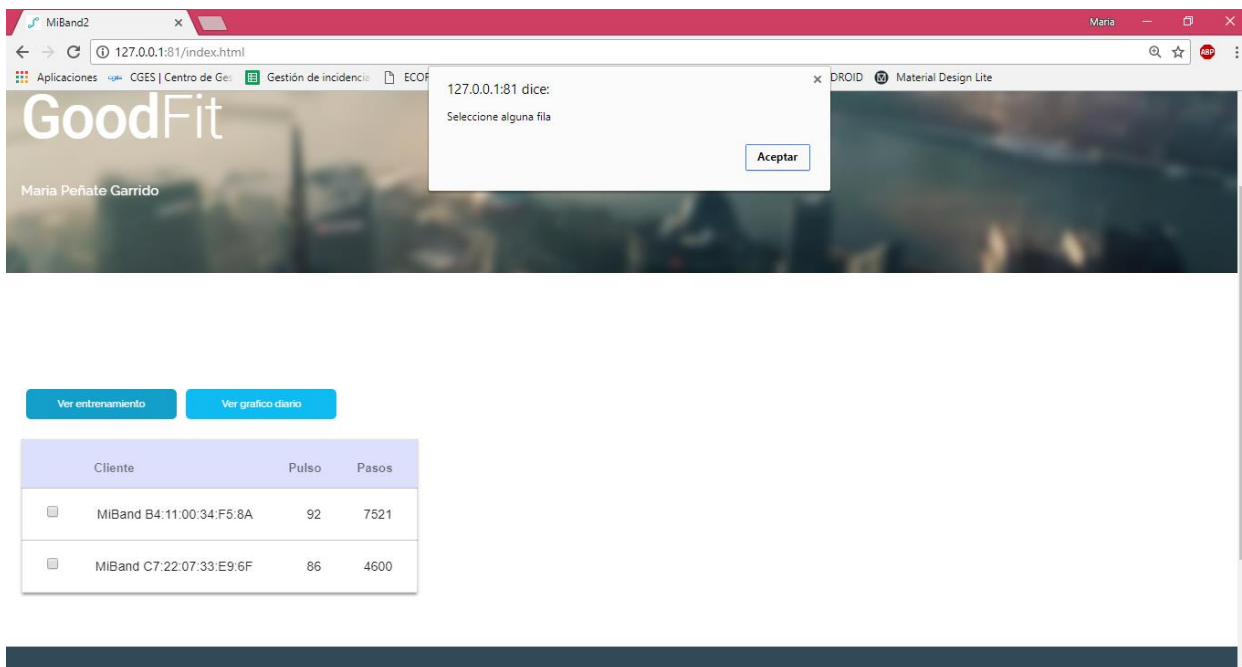 MiBand2
Maria
127.0.0.1:81/index.html
ABP
Aplicaciones CGES | Centro de Ges Gestión de incidencia ECOF DROID Material Design Lite
127.0.0.1:81 dice:
Seleccione alguna fila
Aceptar
GoodFit
Maria Peñate Garrido
Ver entrenamiento Ver grafico diario
Cliente Pulso Pasos
MiBand B4:11:00:34:F5:8A 92 7521
MiBand C7:22:07:33:E9:6F 86 4600